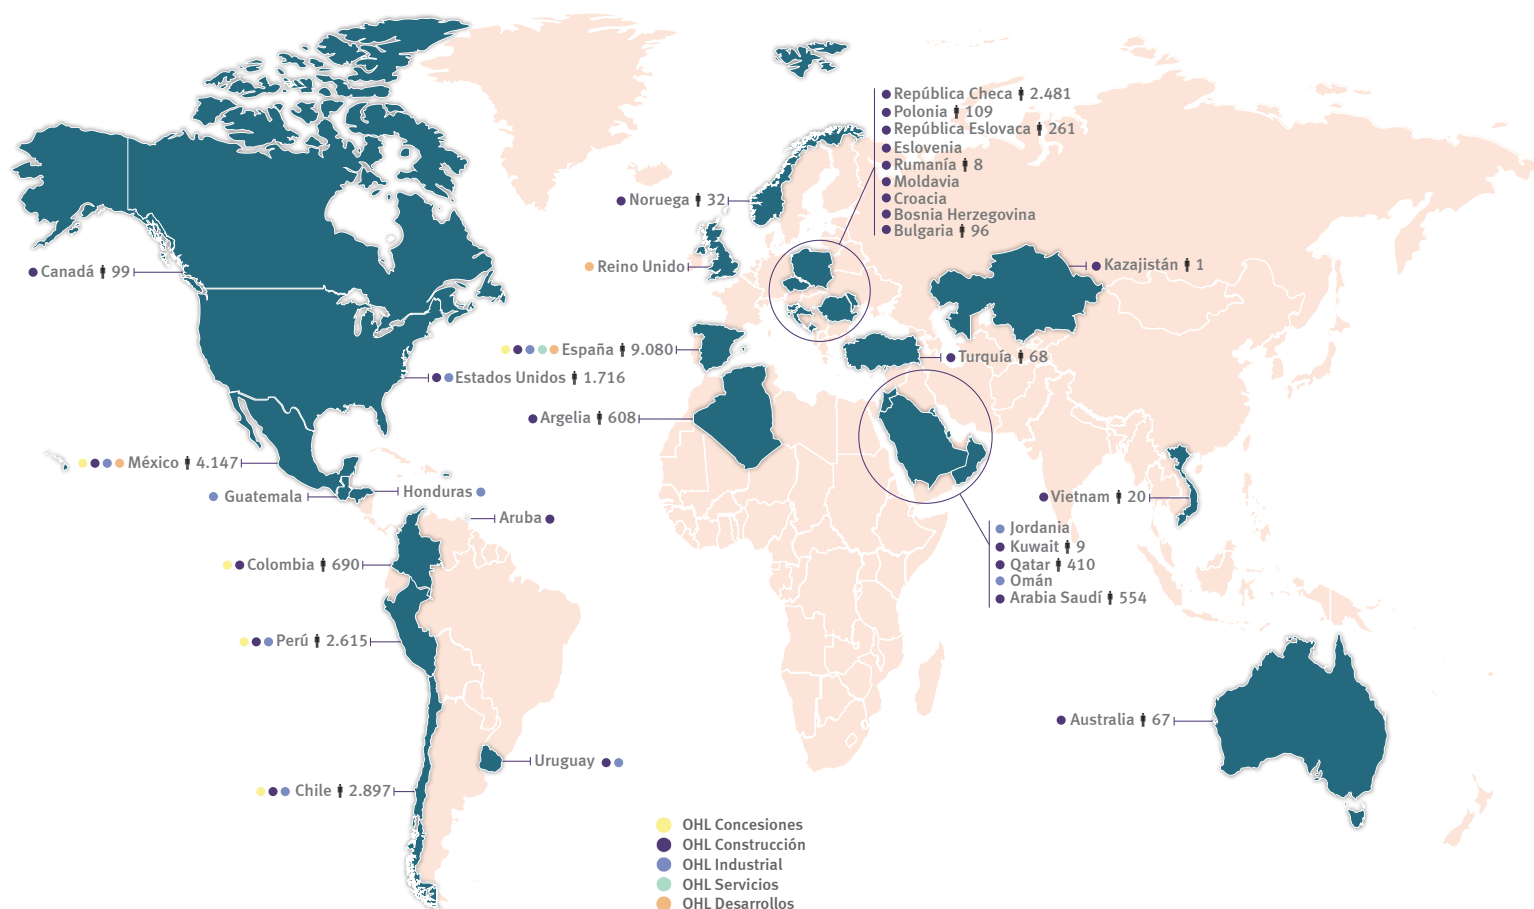 República Checa 2.481
Polonia 109
República Eslovaca 261
Eslovenia
Rumanía 8
Moldavia
Croacia
Bosnia Herzegovina
Bulgaria 96
Noruega 32
Canadá 99
Reino Unido
Kazajistán 1
España 9.080
Turquía 68
Estados Unidos 1.716
Argelia 608
México 4.147
Honduras
Guatemala
Vietnam 20
Aruba
Jordania
Kuwait 9
Qatar 410
Omán
Arabia Saudí 554
Colombia 690
Perú 2.615
Australia 67
Uruguay
Chile 2.897
OHL Concesiones
OHL Construcción
OHL Industrial
OHL Servicios
OHL Desarrollos